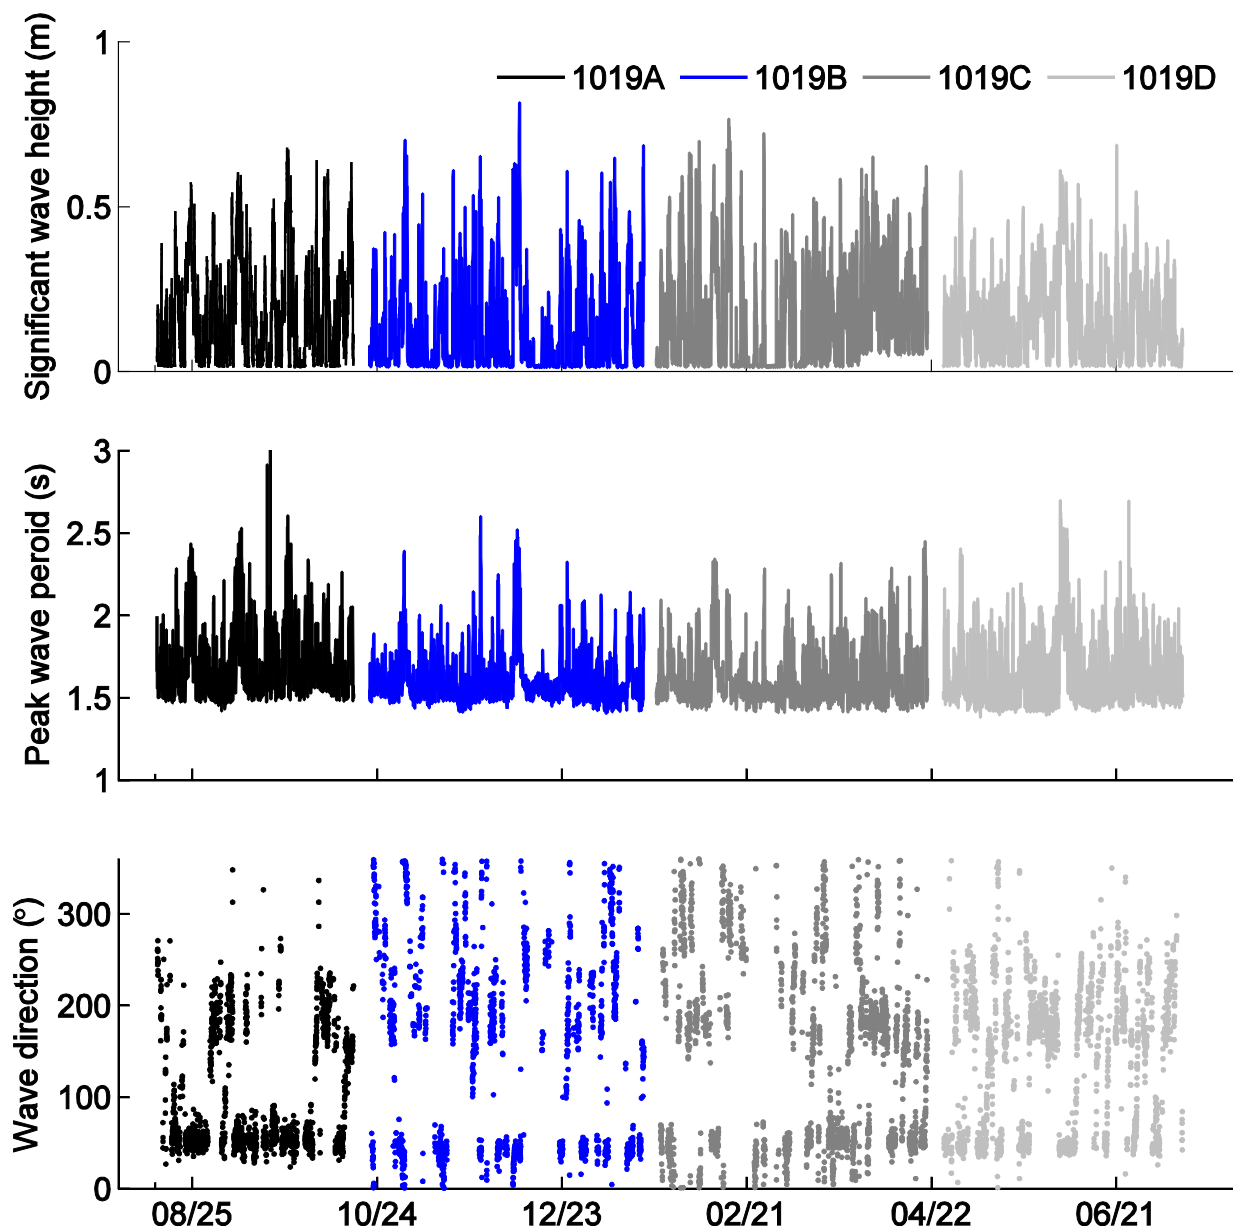 Significant wave height (m)
1
0.5
0
1019A 1019B 1019C 1019D
Peak wave peroid (s)
3
2.5
2
1.5
1
Wave direction (°)
300
200
100
0
08/25 10/24 12/23 02/21 04/22 06/21